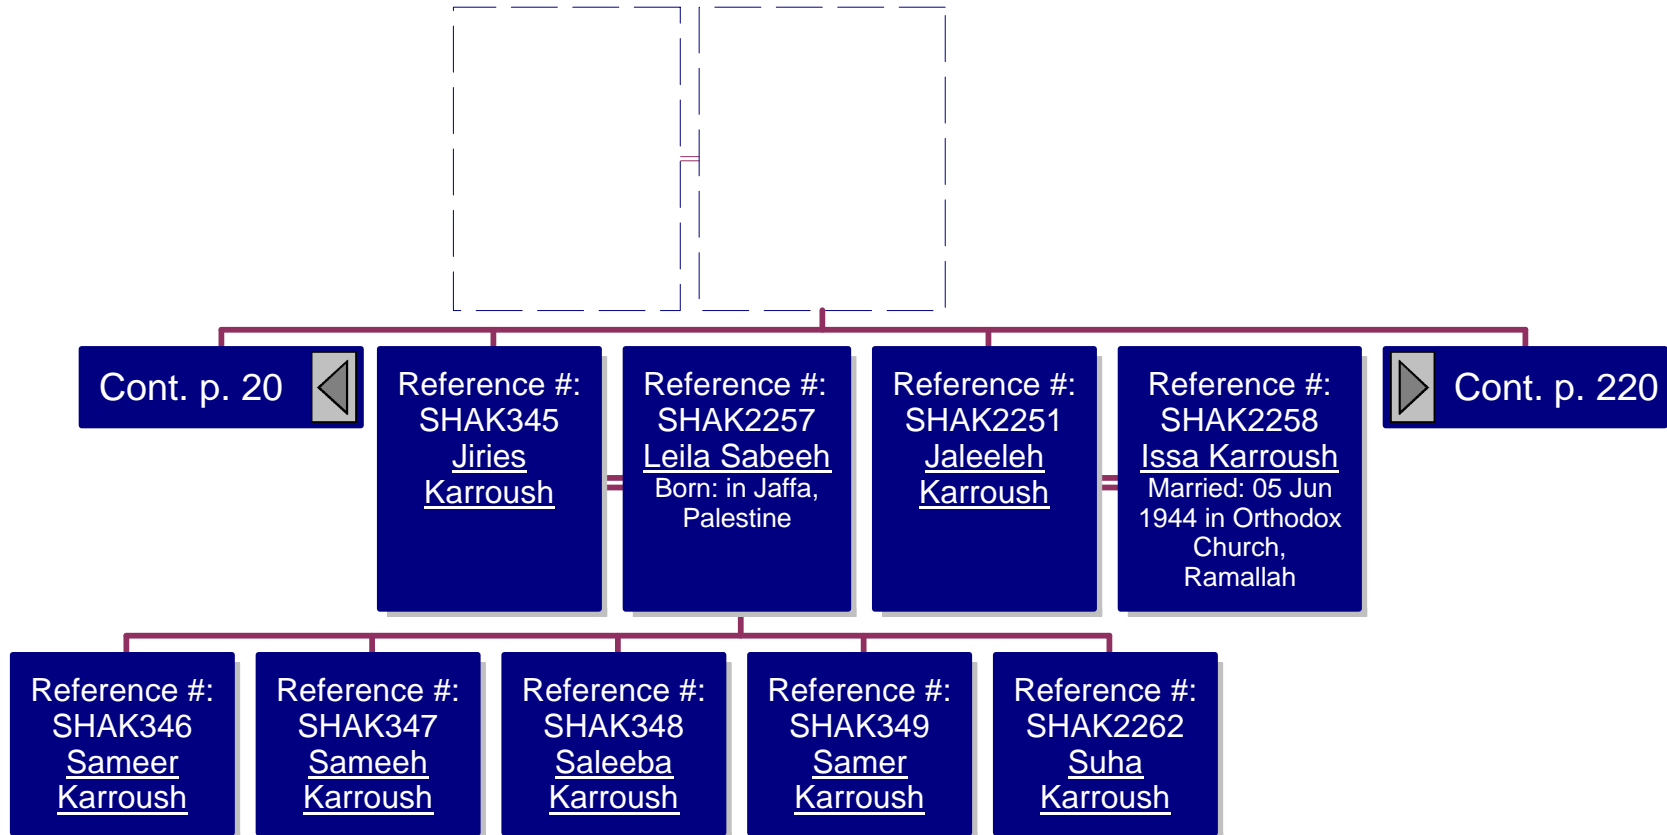 Cont. p. 20
Reference #:
SHAK345
Jiries
Karroush
Reference #:
SHAK2257
Leila Sabeeh
Born: in Jaffa,
Palestine
Reference #:
SHAK2251
Jaleeleh
Karroush
Reference #:
SHAK2258
Issa Karroush
Married: 05 Jun
1944 in Orthodox
Church,
Ramallah
Cont. p. 220
Reference #:
SHAK346
Sameer
Karroush
Reference #:
SHAK347
Sameeh
Karroush
Reference #:
SHAK348
Saleeba
Karroush
Reference #:
SHAK349
Samer
Karroush
Reference #:
SHAK2262
Suha
Karroush